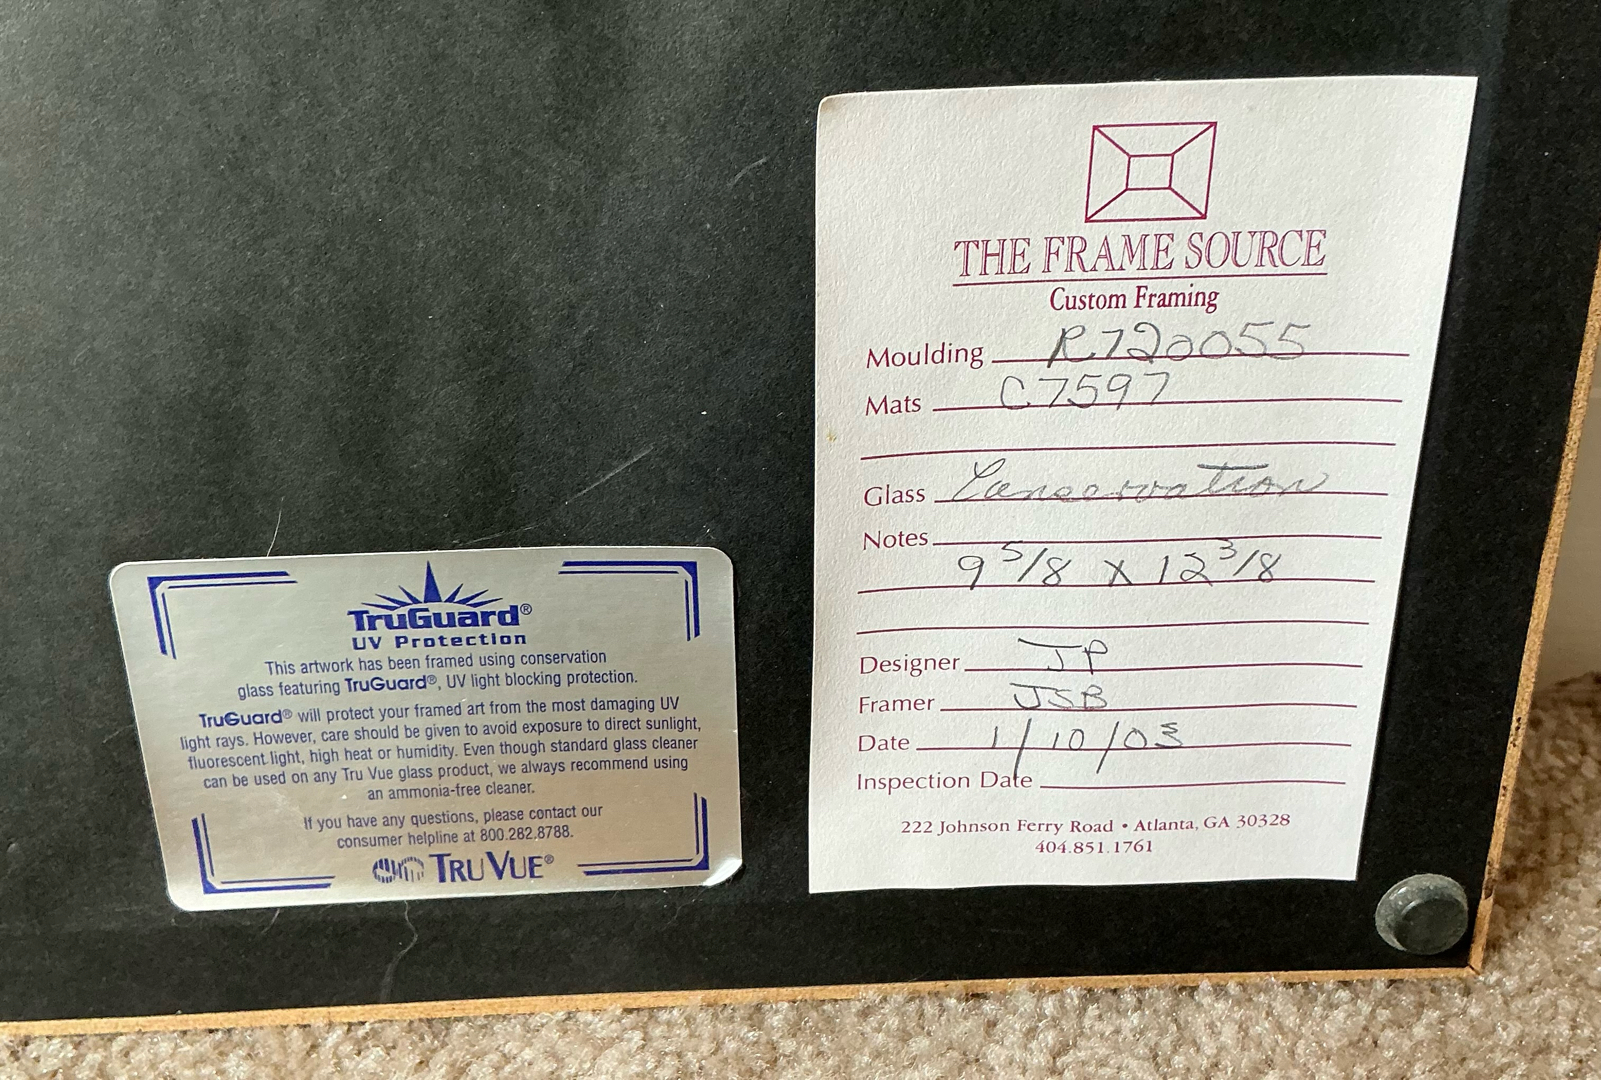 TruGuard®
UV Protection
This artwork has been framed using conservation
glass featuring TruGuard®, UV light blocking protection.
TruGuard® will protect your framed art from the most damaging UV
light rays. However, care should be given to avoid exposure to direct sunlight,
fluorescent light, high heat or humidity. Even though standard glass cleaner
can be used on any Tru Vue glass product, we always recommend using
an ammonia-free cleaner.
If you have any questions, please contact our
consumer helpline at 800.282.8788.
TRU VUE®
THE FRAME SOURCE
Custom Framing
Moulding R720055
Mats C7597
Glass Conservation
Notes
9 5/8 X 12 3/8
Designer JP
Framer JSB
Date 1/10/03
Inspection Date
222 Johnson Ferry Road • Atlanta, GA 30328
404.851.1761